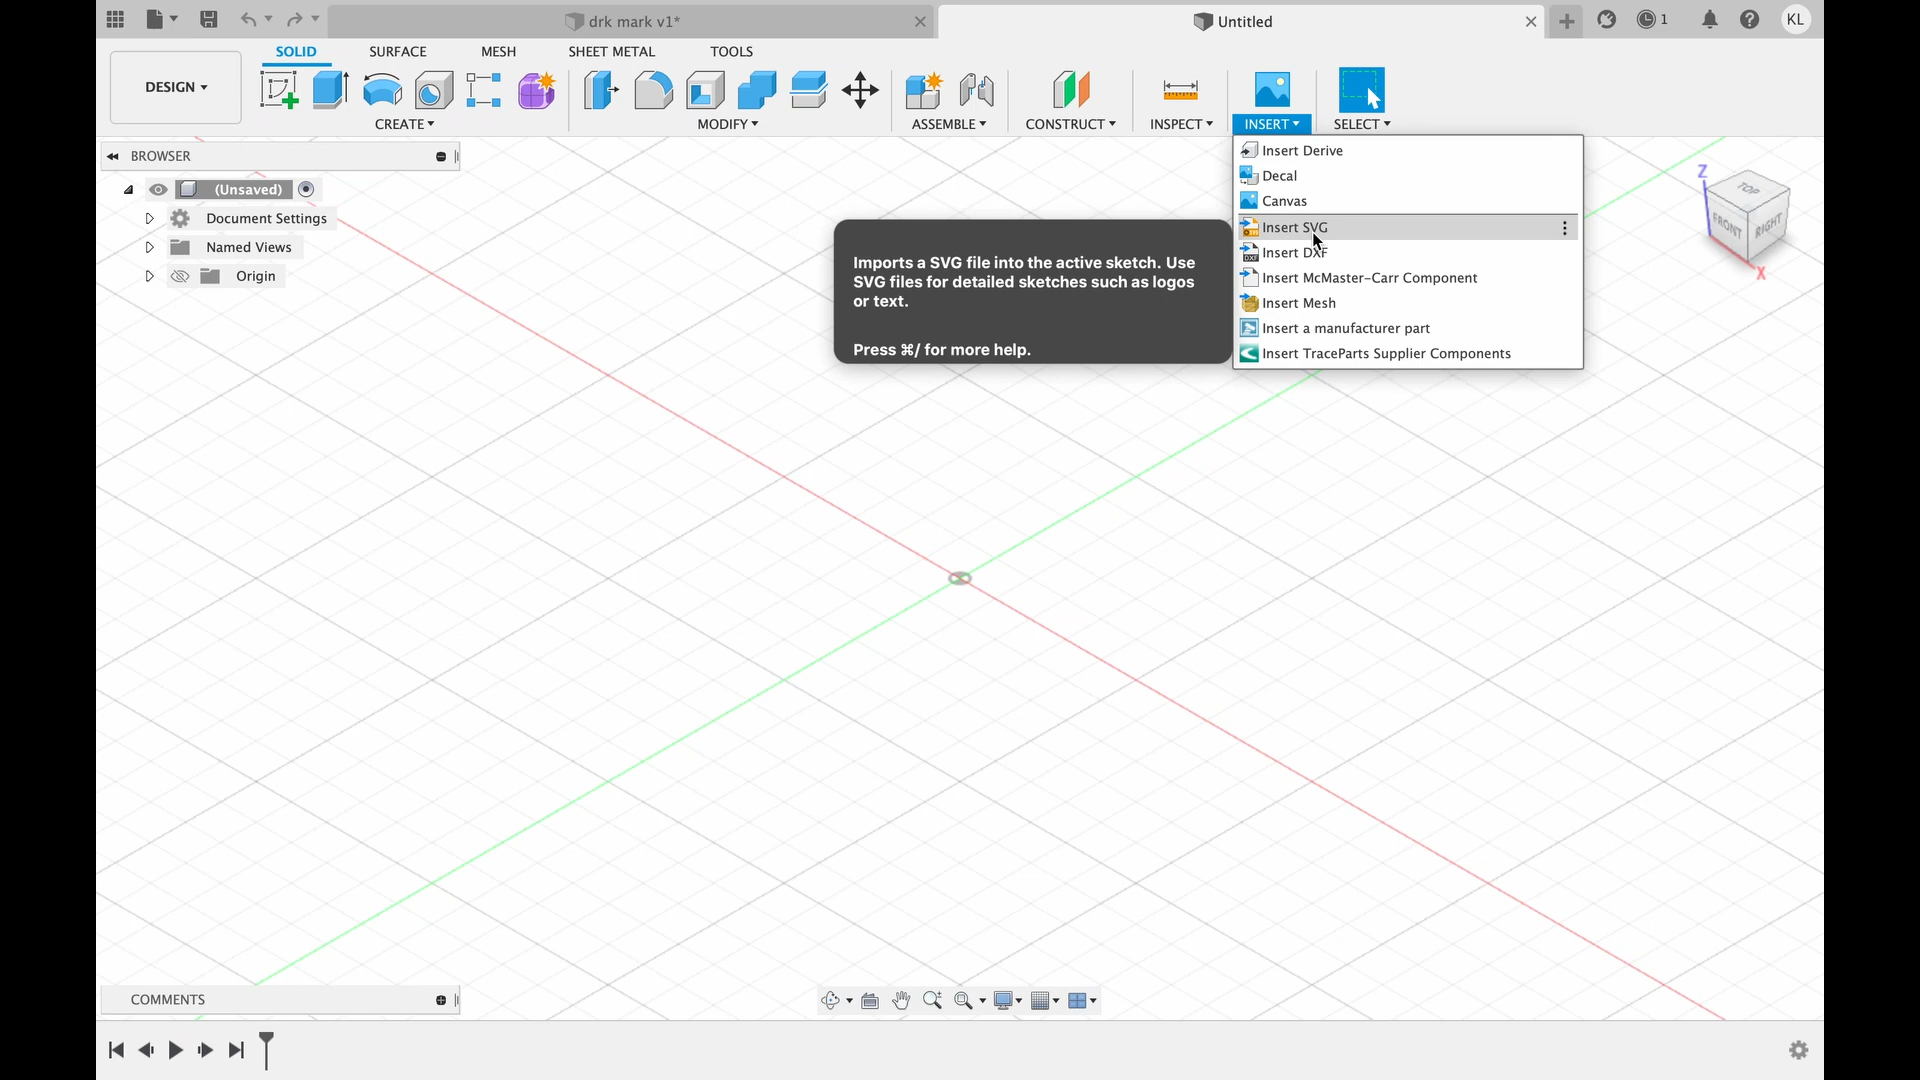 drk mark v1*
Untitled
1
KL
DESIGN
SOLID
SURFACE
MESH
SHEET METAL
TOOLS
CREATE
MODIFY
ASSEMBLE
CONSTRUCT
INSPECT
INSERT
SELECT
BROWSER
(Unsaved)
Document Settings
Named Views
Origin
Insert Derive
Decal
Canvas
Insert SVG
Insert DXF
Insert McMaster-Carr Component
Insert Mesh
Insert a manufacturer part
Insert TraceParts Supplier Components
Imports a SVG file into the active sketch. Use
SVG files for detailed sketches such as logos
or text.
Press ⌘/ for more help.
Z
TOP
FRONT
RIGHT
X
COMMENTS